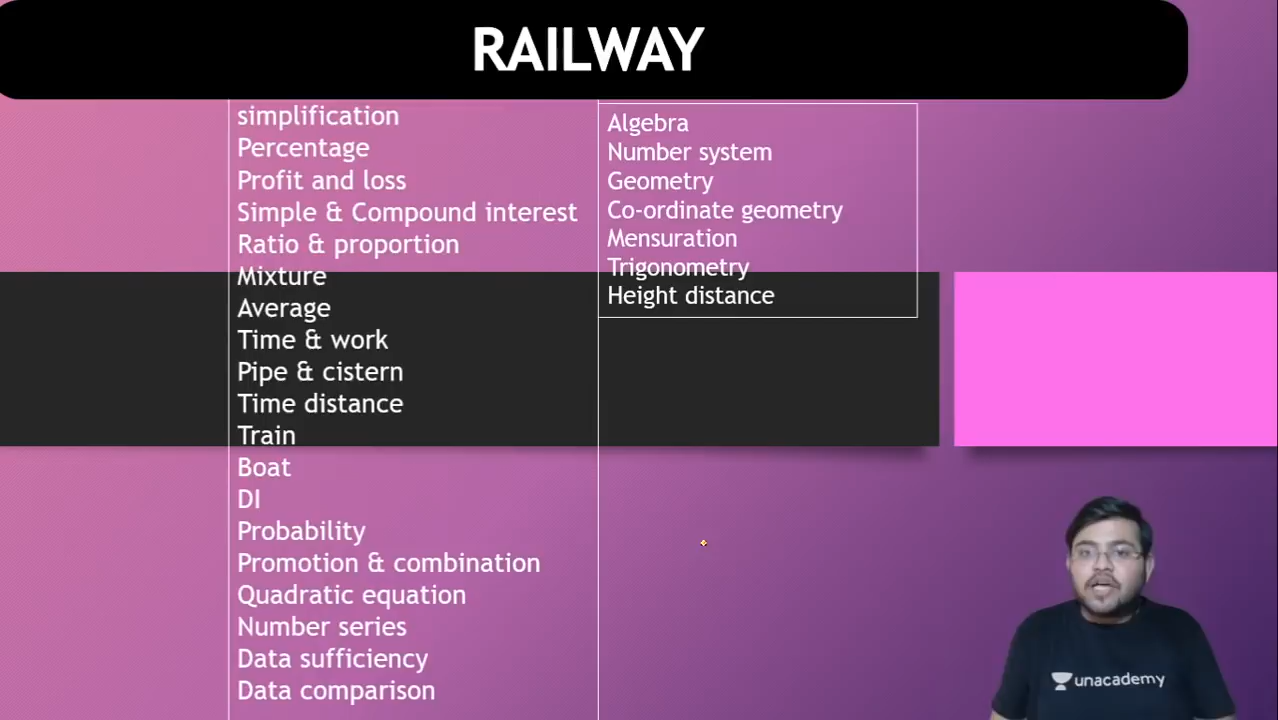 RAILWAY
simplification
Percentage
Profit and loss
Simple & Compound interest
Ratio & proportion
Mixture
Average
Time & work
Pipe & cistern
Time distance
Train
Boat
DI
Probability
Promotion & combination
Quadratic equation
Number series
Data sufficiency
Data comparison
Algebra
Number system
Geometry
Co-ordinate geometry
Mensuration
Trigonometry
Height distance
unacademy